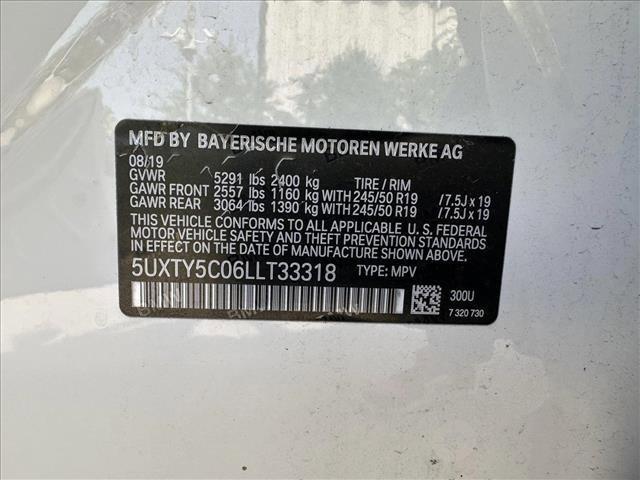 MFD BY BAYERISCHE MOTOREN WERKE AG
08/19
GVWR 5291 lbs 2400 kg TIRE / RIM
GAWR FRONT 2557 lbs 1160 kg WITH 245/50 R19 / 7.5J x 19
GAWR REAR 3064 lbs 1390 kg WITH 245/50 R19 / 7.5J x 19
THIS VEHICLE CONFORMS TO ALL APPLICABLE U. S. FEDERAL
MOTOR VEHICLE SAFETY AND THEFT PREVENTION STANDARDS IN EFFECT
ON THE DATE OF MANUFACTURE SHOWN ABOVE.
5UXTY5C06LLT33318 TYPE: MPV
300U
7 320 730